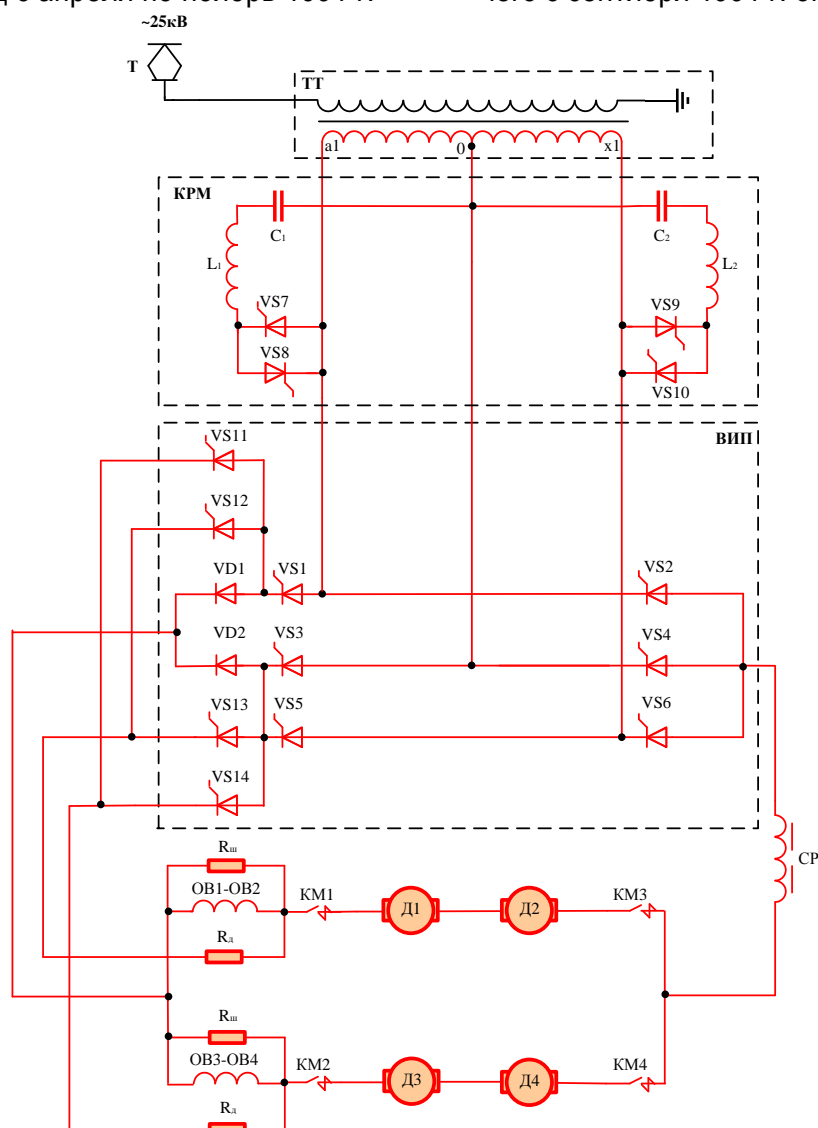 ~25кВ
Т
ТТ
a1
0
x1
КРМ
C1
C2
L1
L2
VS7
VS9
VS8
VS10
VS11
ВИП
VS12
VD1
VS1
VS2
VD2
VS3
VS4
VS13
VS5
VS6
VS14
СР
Rш
ОВ1-ОВ2
КМ1
Д1
Д2
КМ3
Rд
Rш
ОВ3-ОВ4
КМ2
Д3
Д4
КМ4
Rд